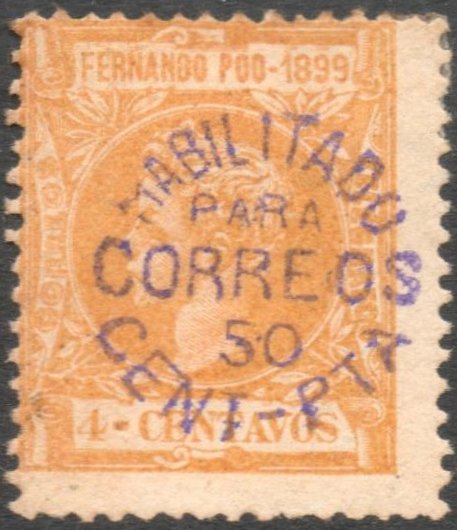 FERNANDO POO-1899
HABILITADO
PARA
CORREOS
50
CENT-PTA
4-CENTAVOS